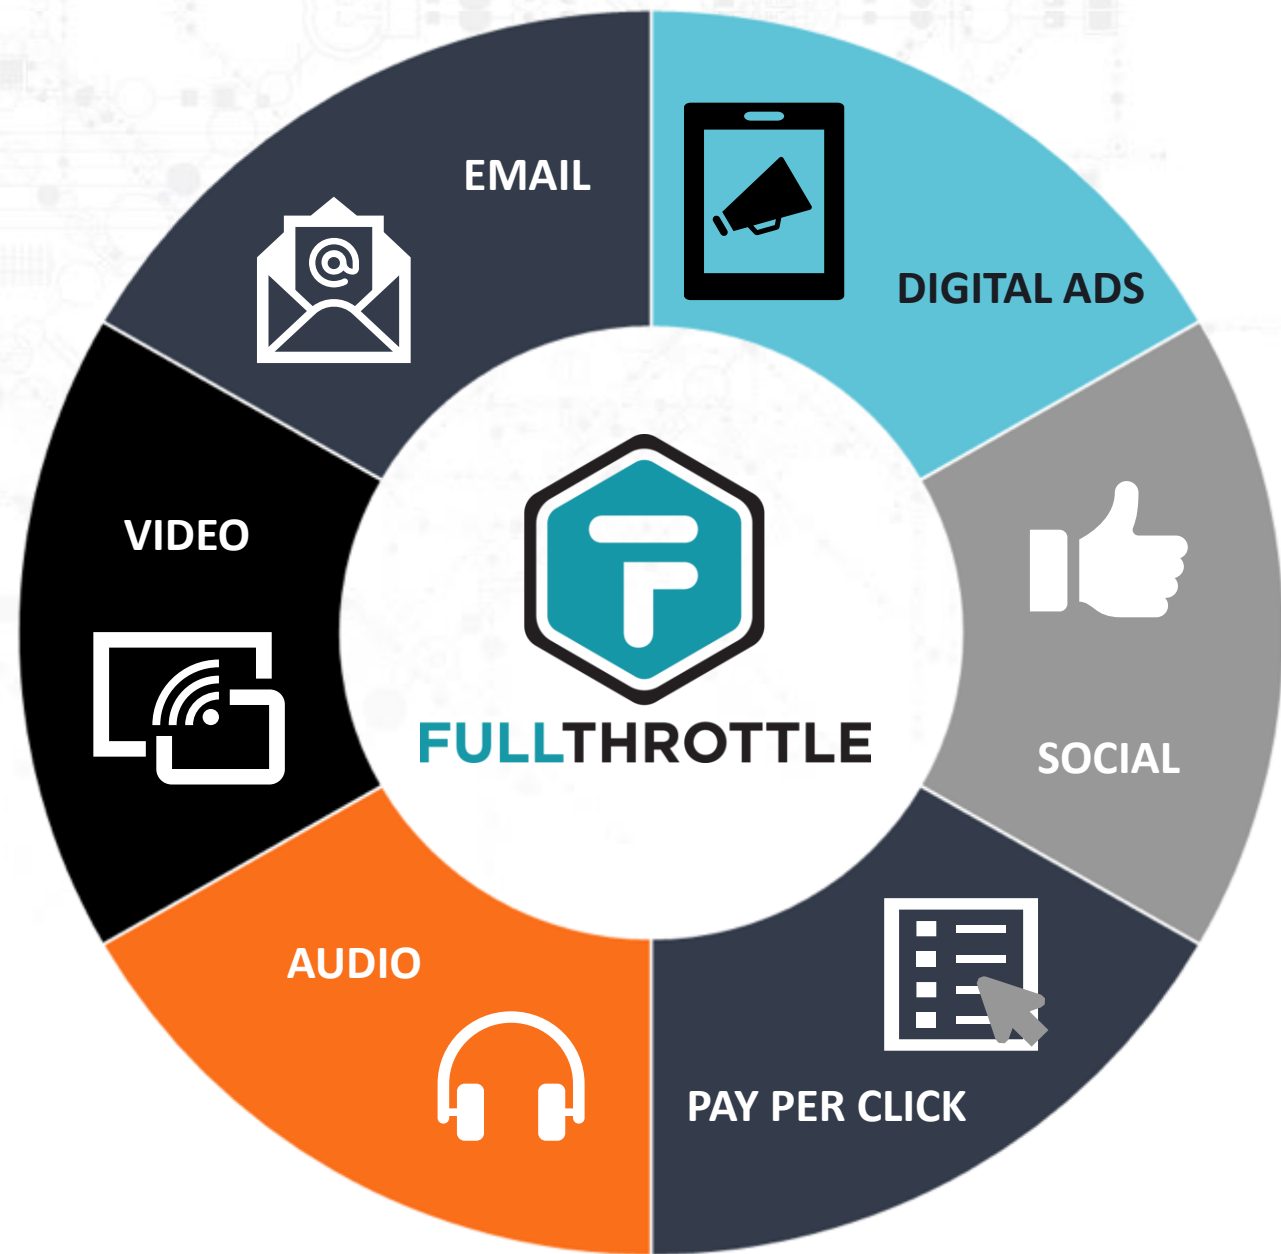 EMAIL
DIGITAL ADS
VIDEO
SOCIAL
FULLTHROTTLE
AUDIO
PAY PER CLICK